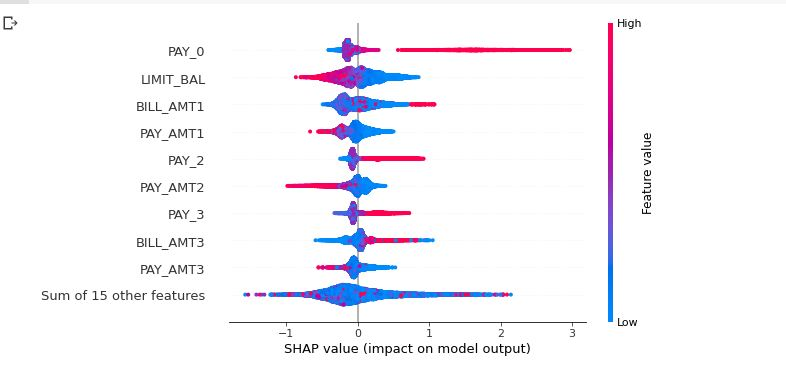 High
PAY_0
LIMIT_BAL
BILL_AMT1
PAY_AMT1
PAY_2
PAY_AMT2
PAY_3
BILL_AMT3
PAY_AMT3
Sum of 15 other features
Feature value
Low
−1 0 1 2 3
SHAP value (impact on model output)